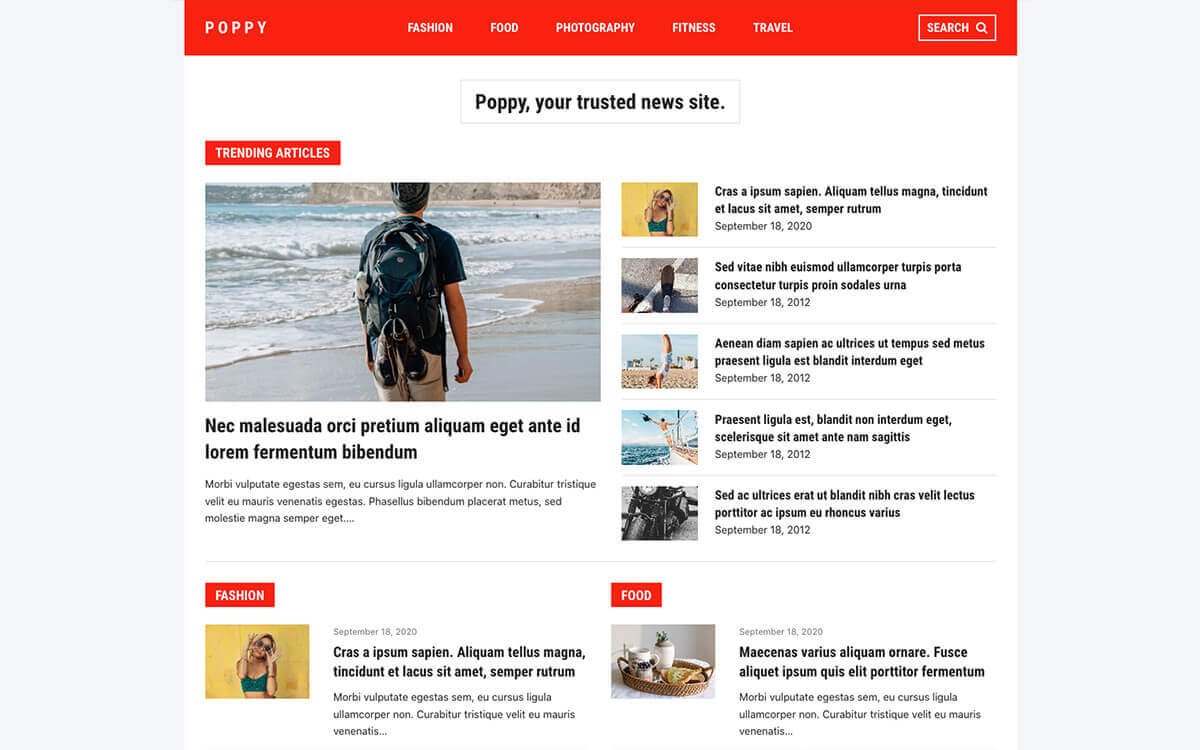 POPPY
FASHION FOOD PHOTOGRAPHY FITNESS TRAVEL
SEARCH
Poppy, your trusted news site.
TRENDING ARTICLES
Nec malesuada orci pretium aliquam eget ante id
lorem fermentum bibendum
Morbi vulputate egestas sem, eu cursus ligula ullamcorper non. Curabitur tristique
velit eu mauris venenatis egestas. Phasellus bibendum placerat metus, sed
molestie magna semper eget....
Cras a ipsum sapien. Aliquam tellus magna, tincidunt
et lacus sit amet, semper rutrum
September 18, 2020
Sed vitae nibh euismod ullamcorper turpis porta
consectetur turpis proin sodales urna
September 18, 2012
Aenean diam sapien ac ultrices ut tempus sed metus
praesent ligula est blandit interdum eget
September 18, 2012
Praesent ligula est, blandit non interdum eget,
scelerisque sit amet ante nam sagittis
September 18, 2012
Sed ac ultrices erat ut blandit nibh cras velit lectus
porttitor ac ipsum eu rhoncus varius
September 18, 2012
FASHION
September 18, 2020
Cras a ipsum sapien. Aliquam tellus magna,
tincidunt et lacus sit amet, semper rutrum
Morbi vulputate egestas sem, eu cursus ligula
ullamcorper non. Curabitur tristique velit eu mauris
venenatis...
FOOD
September 18, 2020
Maecenas varius aliquam ornare. Fusce
aliquet ipsum quis elit porttitor fermentum
Morbi vulputate egestas sem, eu cursus ligula
ullamcorper non. Curabitur tristique velit eu mauris
venenatis...